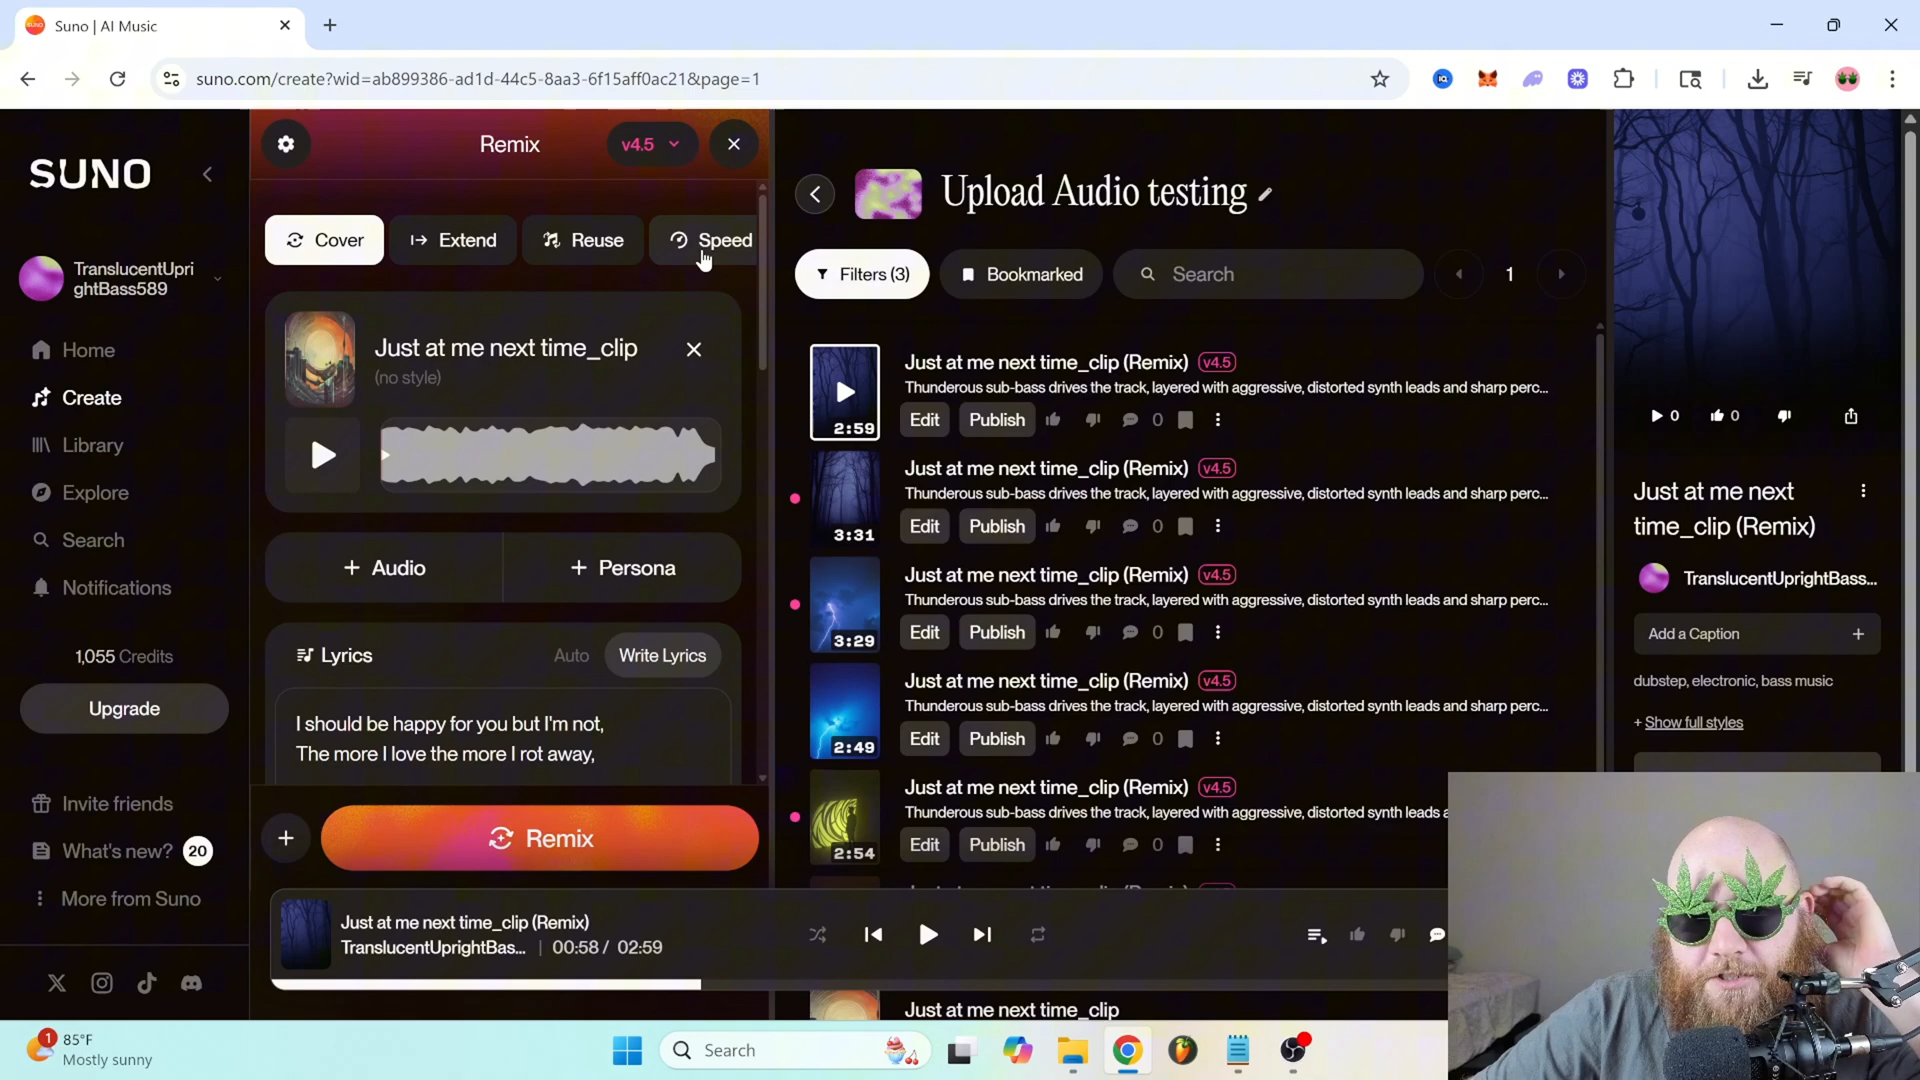 Suno | AI Music
suno.com/create?wid=ab899386-ad1d-44c5-8aa3-6f15aff0ac21&page=1
SUNO
TranslucentUpri
ghtBass589
Home
Create
Library
Explore
Search
Notifications
1,055 Credits
Upgrade
Invite friends
What's new? 20
More from Suno
Remix
v4.5
Cover
Extend
Reuse
Speed
Just at me next time_clip
(no style)
+ Audio
+ Persona
Lyrics
Auto
Write Lyrics
I should be happy for you but I'm not,
The more I love the more I rot away,
Remix
Upload Audio testing
Filters (3)
Bookmarked
Search
1
Just at me next time_clip (Remix) v4.5
Thunderous sub-bass drives the track, layered with aggressive, distorted synth leads and sharp perc...
2:59
Edit
Publish
0
Just at me next time_clip (Remix) v4.5
Thunderous sub-bass drives the track, layered with aggressive, distorted synth leads and sharp perc...
3:31
Edit
Publish
0
Just at me next time_clip (Remix) v4.5
Thunderous sub-bass drives the track, layered with aggressive, distorted synth leads and sharp perc...
3:29
Edit
Publish
0
Just at me next time_clip (Remix) v4.5
Thunderous sub-bass drives the track, layered with aggressive, distorted synth leads and sharp perc...
2:49
Edit
Publish
0
Just at me next time_clip (Remix) v4.5
Thunderous sub-bass drives the track, layered with aggressive, distorted synth leads a
2:54
Edit
Publish
0
Just at me next time_clip
0
0
Just at me next
time_clip (Remix)
TranslucentUprightBass...
Add a Caption +
dubstep, electronic, bass music
+ Show full styles
Just at me next time_clip (Remix)
TranslucentUprightBas... | 00:58 / 02:59
1
85°F
Mostly sunny
Search